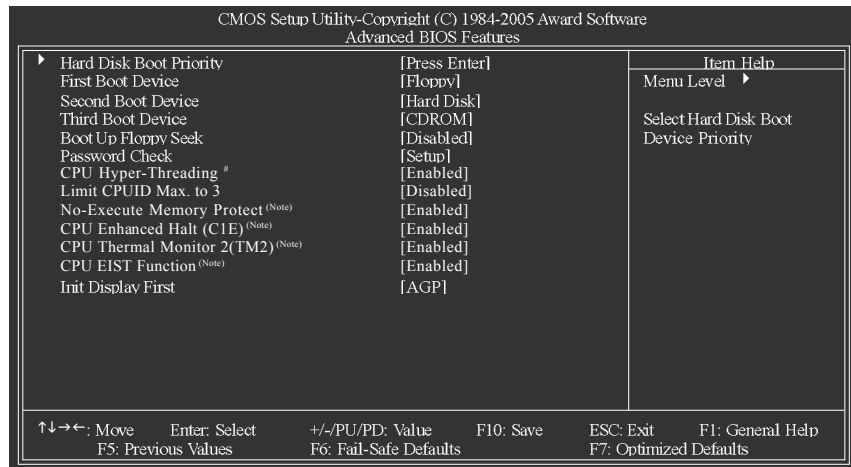 CMOS Setup Utility-Copyright (C) 1984-2005 Award Software
Advanced BIOS Features
Hard Disk Boot Priority [Press Enter]
First Boot Device [Floppy]
Second Boot Device [Hard Disk]
Third Boot Device [CDROM]
Boot Up Floppy Seek [Disabled]
Password Check [Setup]
CPU Hyper-Threading # [Enabled]
Limit CPUID Max. to 3 [Disabled]
No-Execute Memory Protect (Note) [Enabled]
CPU Enhanced Halt (C1E) (Note) [Enabled]
CPU Thermal Monitor 2(TM2) (Note) [Enabled]
CPU EIST Function (Note) [Enabled]
Init Display First [AGP]
Item Help
Menu Level
Select Hard Disk Boot
Device Priority
↑↓→←: Move Enter: Select +/-/PU/PD: Value F10: Save ESC: Exit F1: General Help
F5: Previous Values F6: Fail-Safe Defaults F7: Optimized Defaults